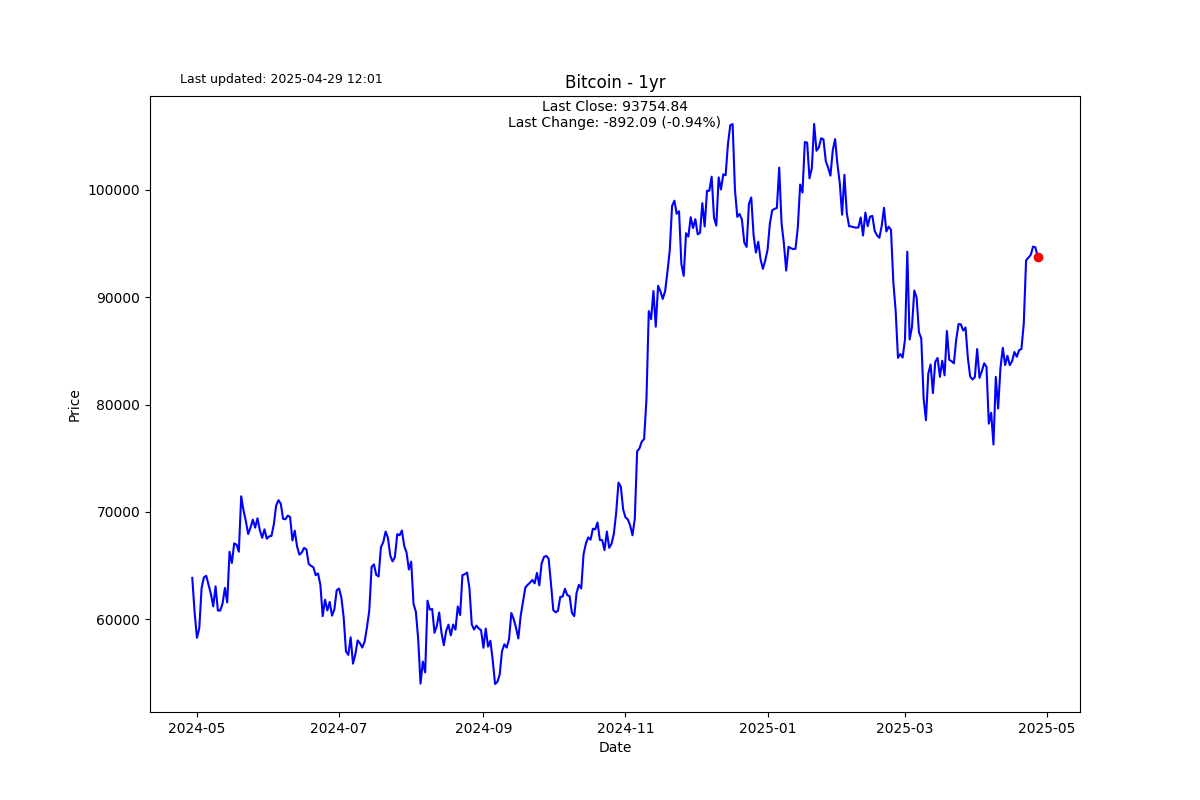 Last updated: 2025-04-29 12:01
Bitcoin - 1yr
Last Close: 93754.84
Last Change: -892.09 (-0.94%)
100000
90000
80000
70000
60000
Price
2024-05
2024-07
2024-09
2024-11
2025-01
2025-03
2025-05
Date